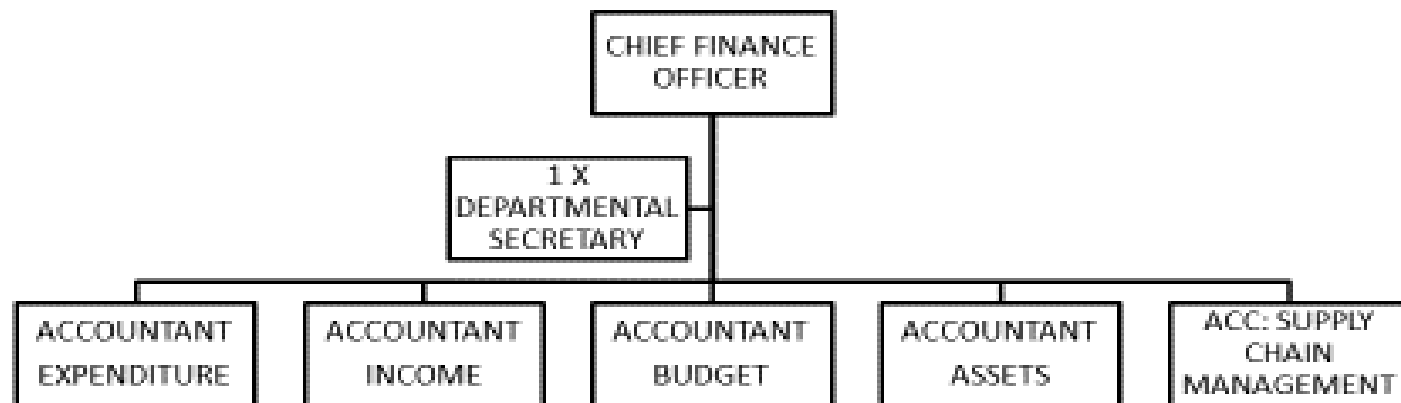 CHIEF FINANCE
OFFICER
1 X
DEPARTMENTAL
SECRETARY
ACCOUNTANT
EXPENDITURE
ACCOUNTANT
INCOME
ACCOUNTANT
BUDGET
ACCOUNTANT
ASSETS
ACC: SUPPLY
CHAIN
MANAGEMENT